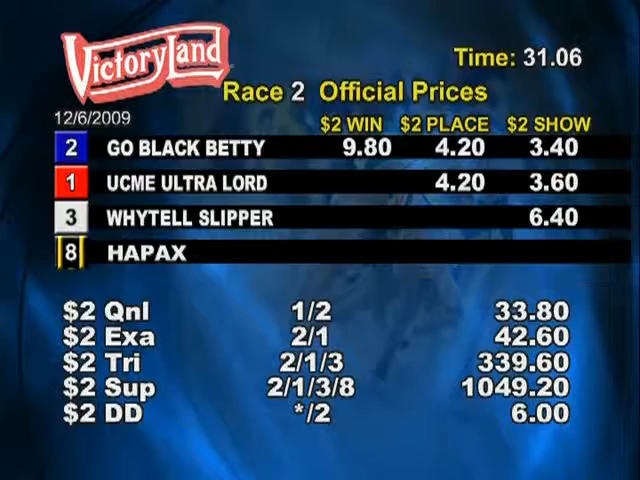 VictoryLand
Time: 31.06
Race 2 Official Prices
12/6/2009
$2 WIN $2 PLACE $2 SHOW
2 GO BLACK BETTY 9.80 4.20 3.40
1 UCME ULTRA LORD 4.20 3.60
3 WHYTELL SLIPPER 6.40
8 HAPAX
$2 Qnl 1/2 33.80
$2 Exa 2/1 42.60
$2 Tri 2/1/3 339.60
$2 Sup 2/1/3/8 1049.20
$2 DD */2 6.00